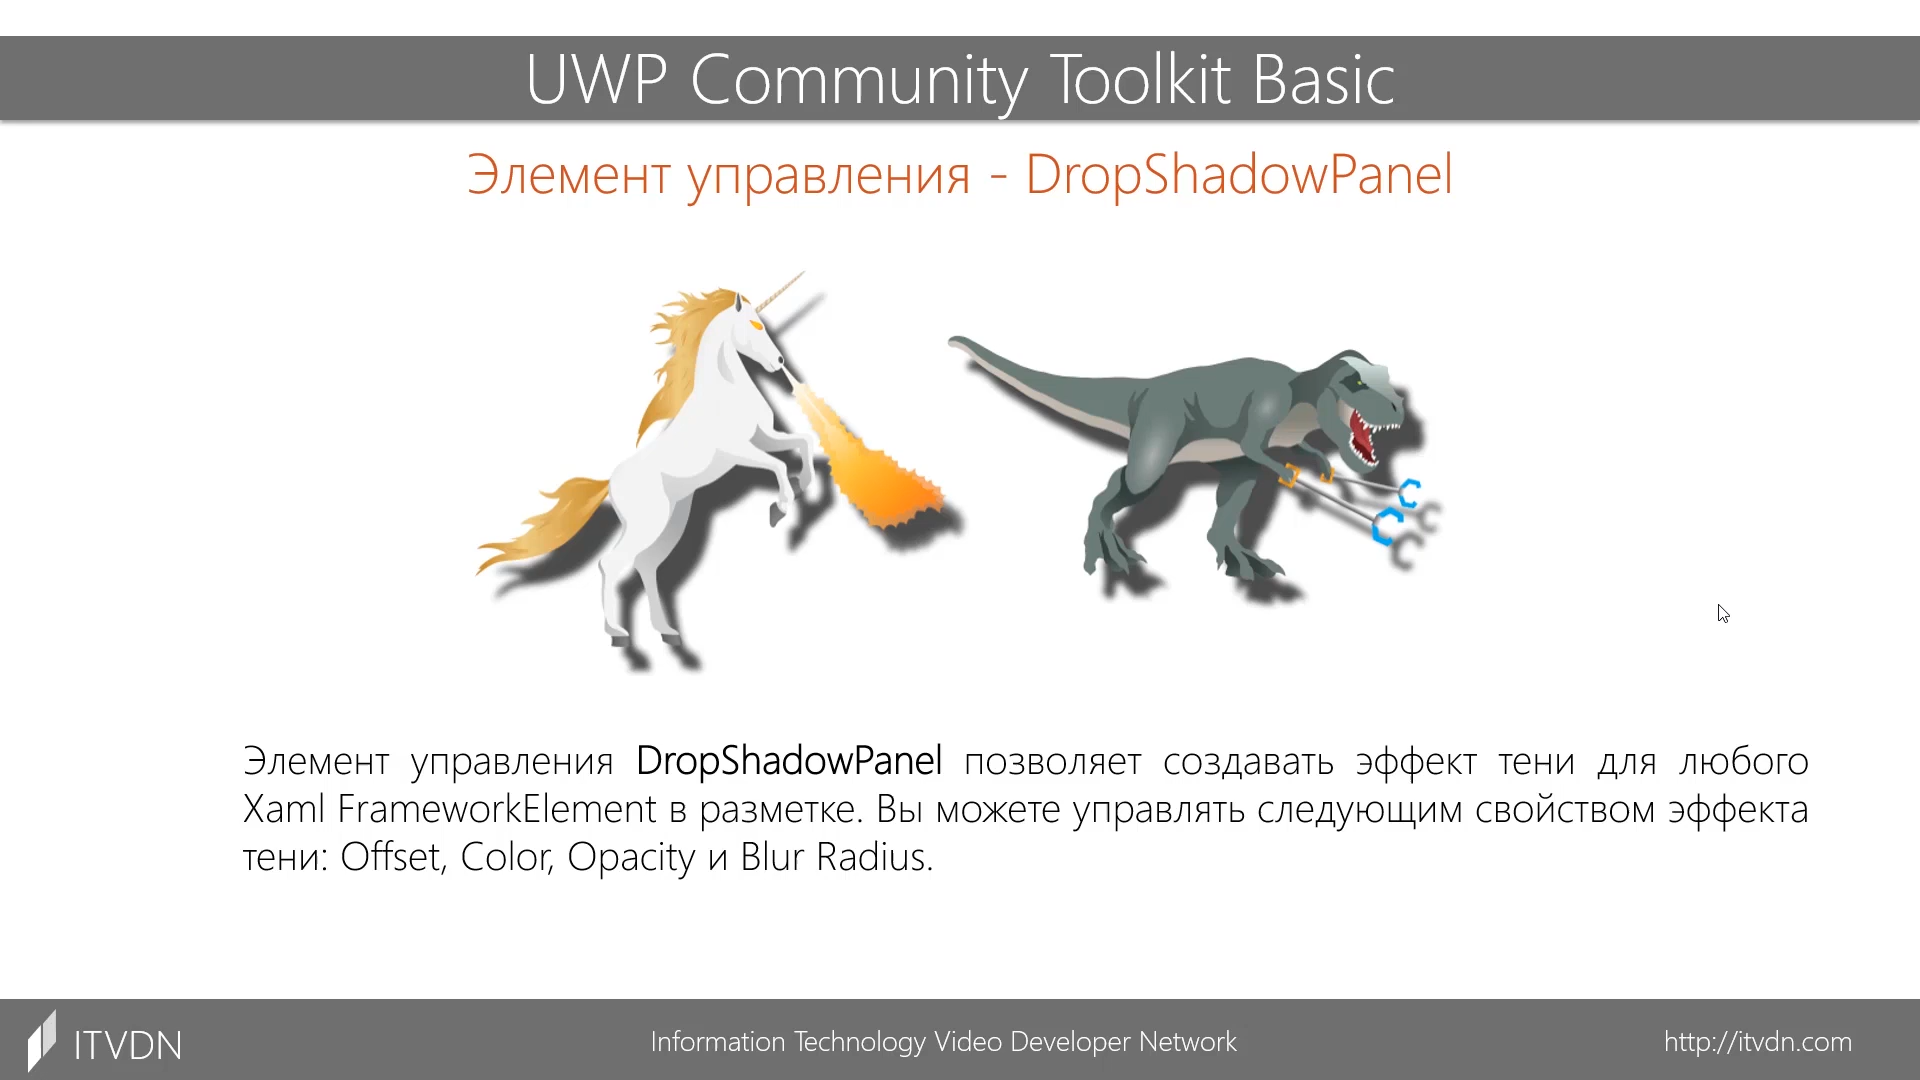 UWP Community Toolkit Basic
Элемент управления - DropShadowPanel
Элемент управления DropShadowPanel позволяет создавать эффект тени для любого
Xaml FrameworkElement в разметке. Вы можете управлять следующим свойством эффекта
тени: Offset, Color, Opacity и Blur Radius.
ITVDN
Information Technology Video Developer Network
http://itvdn.com